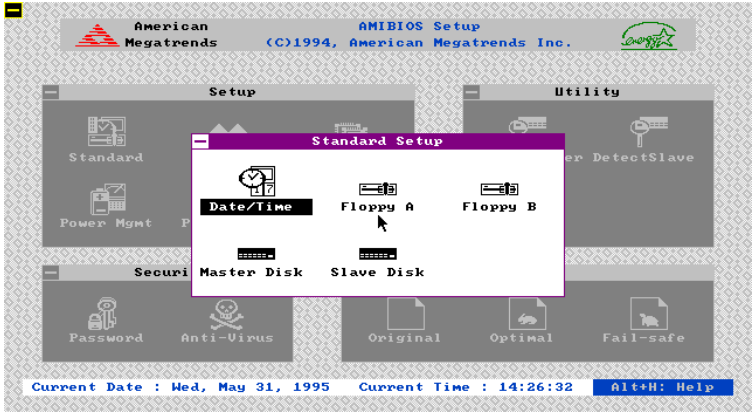 American
Megatrends
AMIBIOS Setup
(C)1994, American Megatrends Inc.
energy
Setup
Utility
Standard
er DetectSlave
Power Mgmt P
Standard Setup
Date/Time Floppy A Floppy B
Master Disk Slave Disk
Securi
Password Anti-Virus
Original Optimal Fail-safe
Current Date : Wed, May 31, 1995 Current Time : 14:26:32 Alt+H: Help